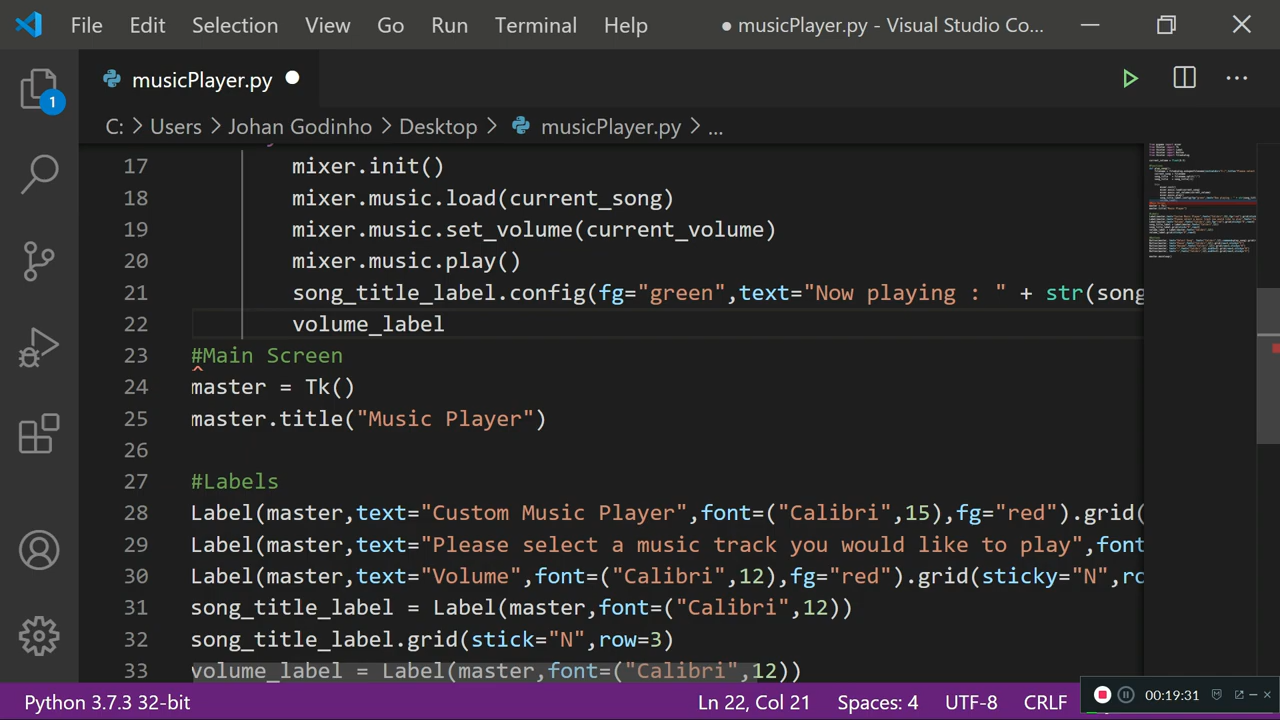 File Edit Selection View Go Run Terminal Help ● musicPlayer.py - Visual Studio Co...
musicPlayer.py
1
C: > Users > Johan Godinho > Desktop > musicPlayer.py > ...
17 mixer.init()
18 mixer.music.load(current_song)
19 mixer.music.set_volume(current_volume)
20 mixer.music.play()
21 song_title_label.config(fg="green",text="Now playing : " + str(song
22 volume_label
23 #Main Screen
24 master = Tk()
25 master.title("Music Player")
26
27 #Labels
28 Label(master,text="Custom Music Player",font=("Calibri",15),fg="red").grid(
29 Label(master,text="Please select a music track you would like to play",font
30 Label(master,text="Volume",font=("Calibri",12),fg="red").grid(sticky="N",ro
31 song_title_label = Label(master,font=("Calibri",12))
32 song_title_label.grid(stick="N",row=3)
33 volume_label = Label(master,font=("Calibri",12))
Python 3.7.3 32-bit Ln 22, Col 21 Spaces: 4 UTF-8 CRLF 00:19:31